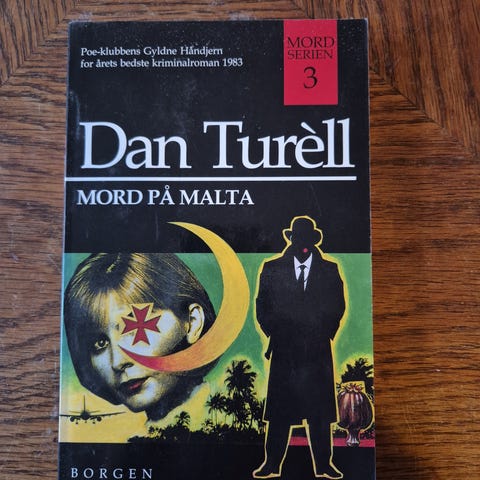 Poe-klubbens Gyldne Håndjern
for årets bedste kriminalroman 1983
MORD
SERIEN
3
Dan Turèll
MORD PÅ MALTA
BORGEN